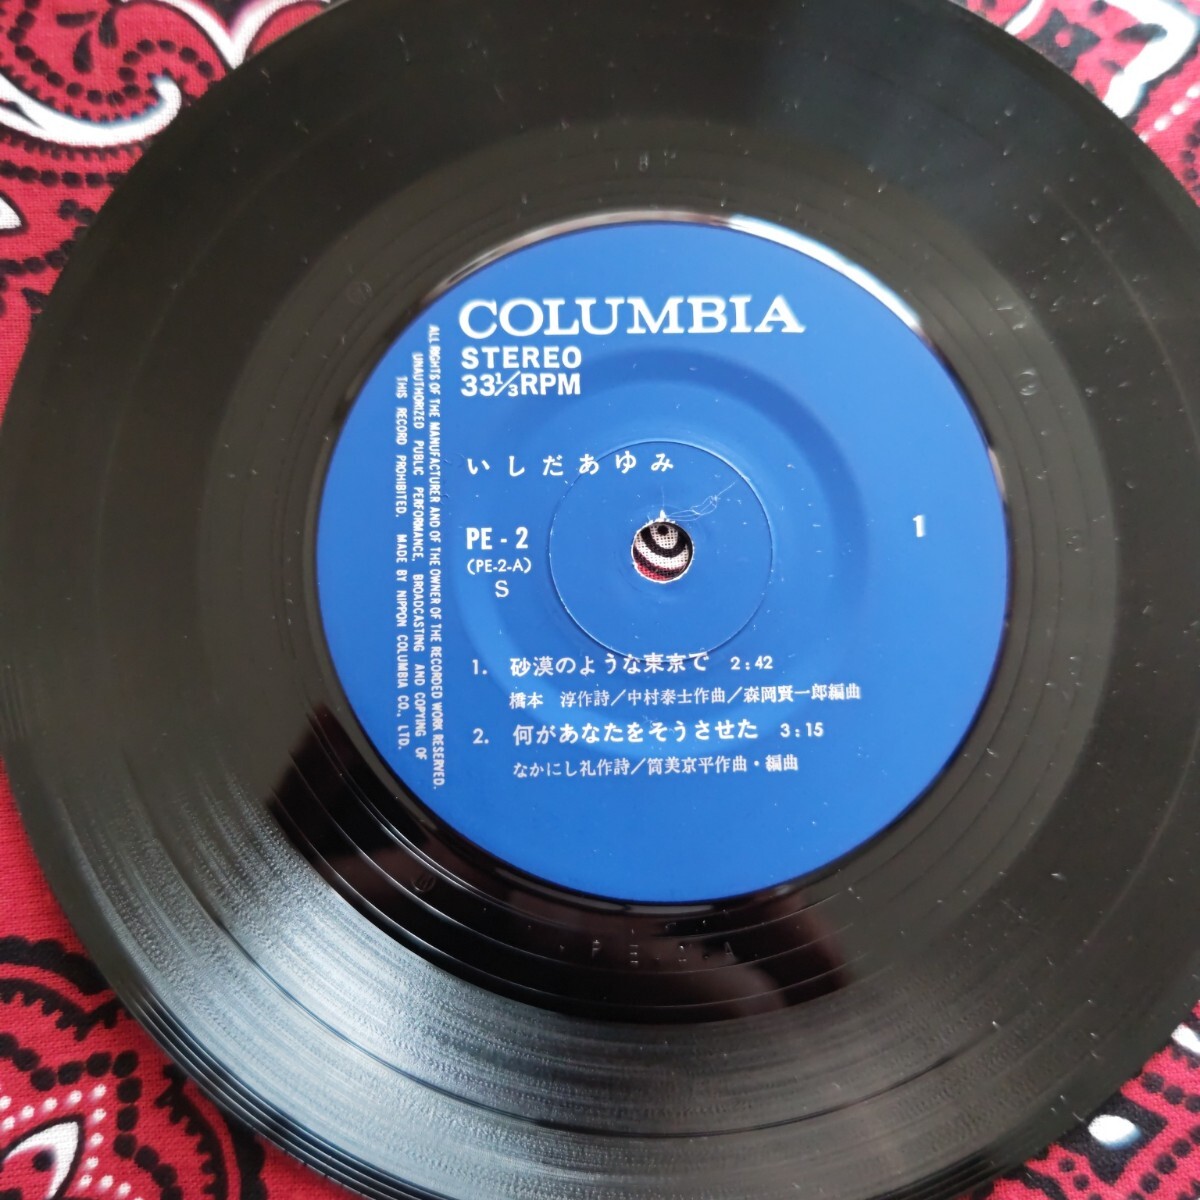 COLUMBIA
STEREO
33 1/3 RPM
いしだあゆみ
PE-2
(PE-2-A)
S
1
1. 砂漠のような東京で 2:42
橋本 淳作詩/中村泰士作曲/森岡賢一郎編曲
2. 何があなたをそうさせた 3:15
なかにし礼作詩/筒美京平作曲・編曲
ALL RIGHTS OF THE MANUFACTURER AND OF THE OWNER OF THE RECORDED WORK RESERVED.
UNAUTHORIZED PUBLIC PERFORMANCE, BROADCASTING AND COPYING OF
THIS RECORD PROHIBITED. MADE BY NIPPON COLUMBIA CO., LTD.